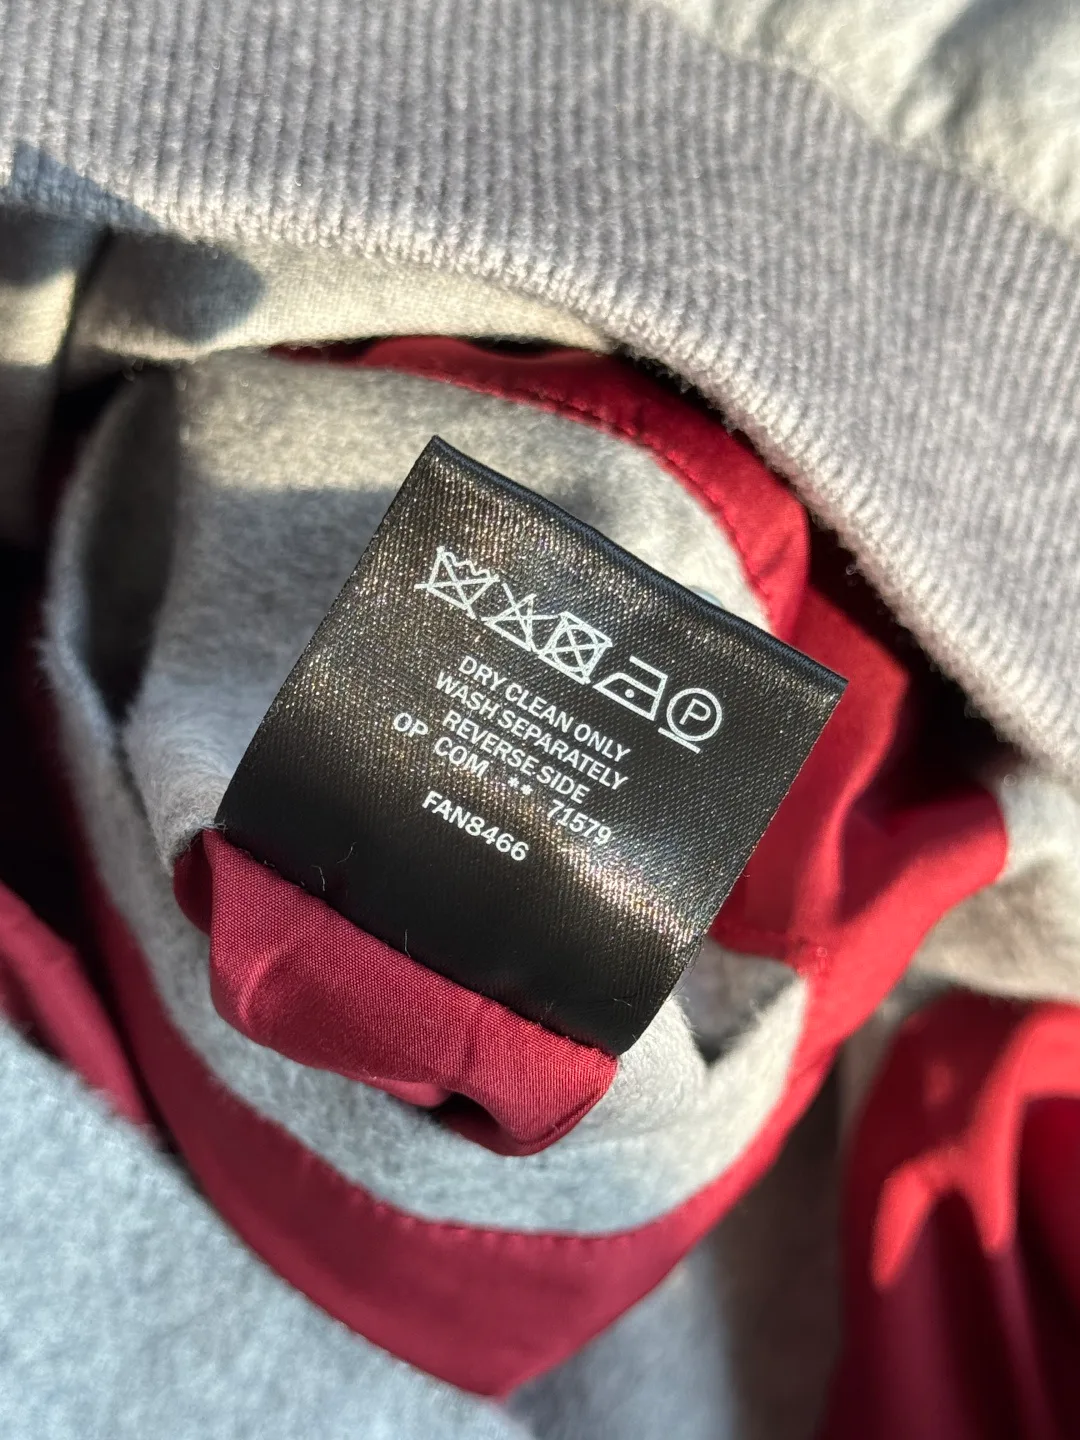 P
DRY CLEAN ONLY
WASH SEPARATELY
REVERSE SIDE
OP COM ** 71579
FAN8466